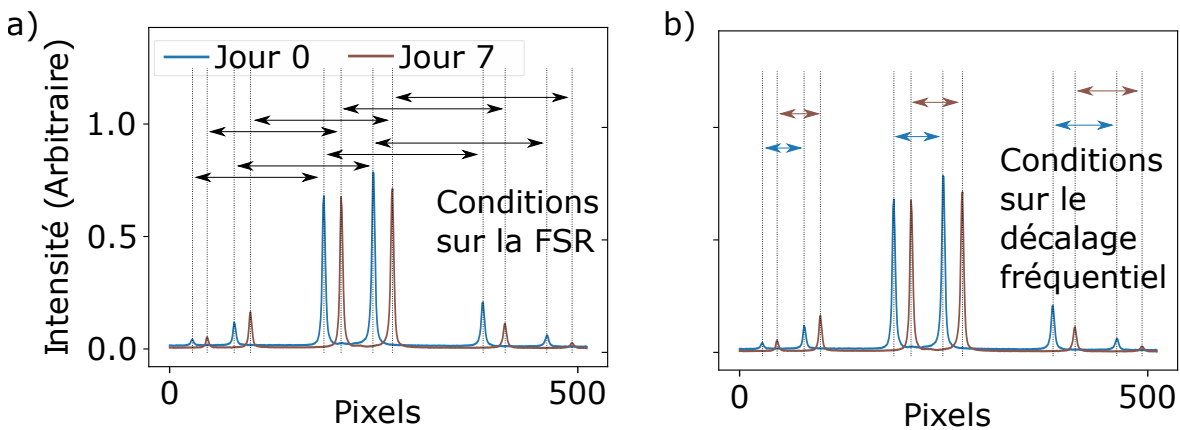 a)
Intensité (Arbitraire)
1.0
0.5
0.0
Jour 0
Jour 7
Conditions
sur la FSR
0
500
Pixels
b)
Conditions
sur le
décalage
fréquentiel
0
500
Pixels